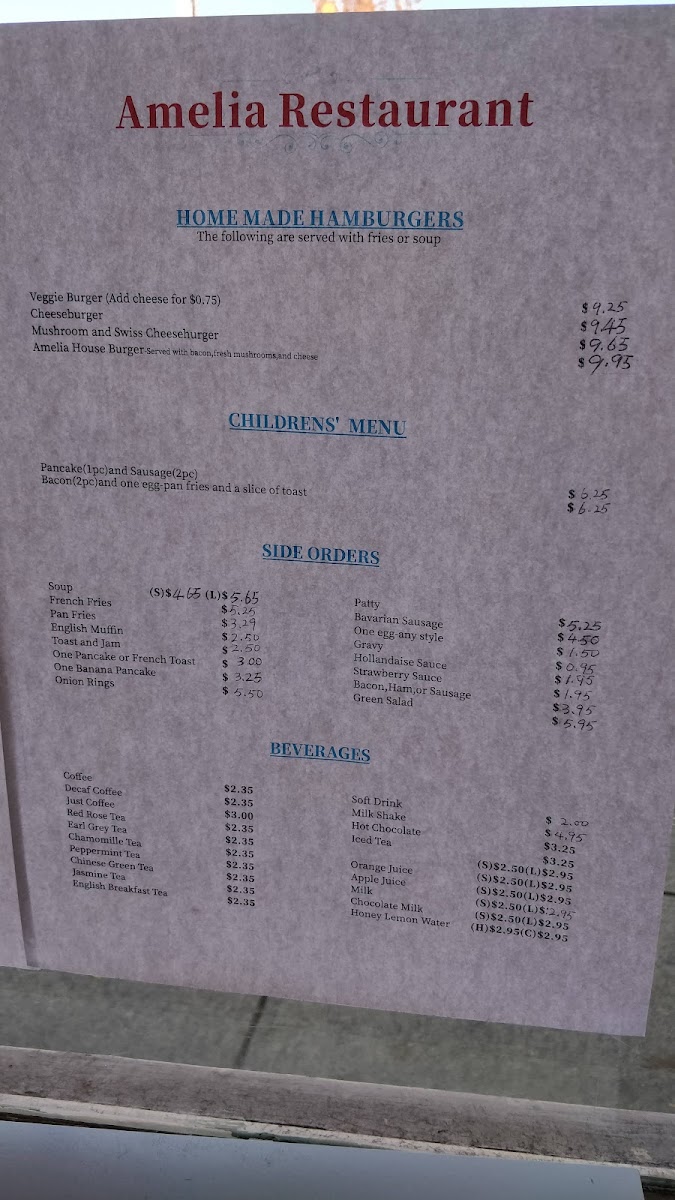 Amelia Restaurant
HOME MADE HAMBURGERS
The following are served with fries or soup
Veggie Burger (Add cheese for $0.75) $9.25
Cheeseburger $9.45
Mushroom and Swiss Cheeseburger $9.65
Amelia House Burger-Served with bacon,fresh mushrooms,and cheese $9.95
CHILDRENS' MENU
Pancake(1pc)and Sausage(2pc) $6.25
Bacon(2pc)and one egg-pan fries and a slice of toast $6.25
SIDE ORDERS
Soup (S)$4.65 (L)$5.65
French Fries $5.25
Pan Fries $3.29
English Muffin $2.50
Toast and Jam $2.50
One Pancake or French Toast $3.00
One Banana Pancake $3.25
Onion Rings $5.50
Patty $5.25
Bavarian Sausage $4.50
One egg-any style $1.50
Gravy $0.95
Hollandaise Sauce $1.95
Strawberry Sauce $1.95
Bacon,Ham,or Sausage $3.95
Green Salad $5.95
BEVERAGES
Coffee $2.35
Decaf Coffee $2.35
Just Coffee $3.00
Red Rose Tea $2.35
Earl Grey Tea $2.35
Chamomille Tea $2.35
Peppermint Tea $2.35
Chinese Green Tea $2.35
Jasmine Tea $2.35
English Breakfast Tea $2.35
Soft Drink $2.00
Milk Shake $4.95
Hot Chocolate $3.25
Iced Tea $3.25
(S)$2.50(L)$2.95
Orange Juice (S)$2.50(L)$2.95
Apple Juice (S)$2.50(L)$2.95
Milk (S)$2.50(L)$2.95
Chocolate Milk (S)$2.50(L)$2.95
Honey Lemon Water (H)$2.95(C)$2.95